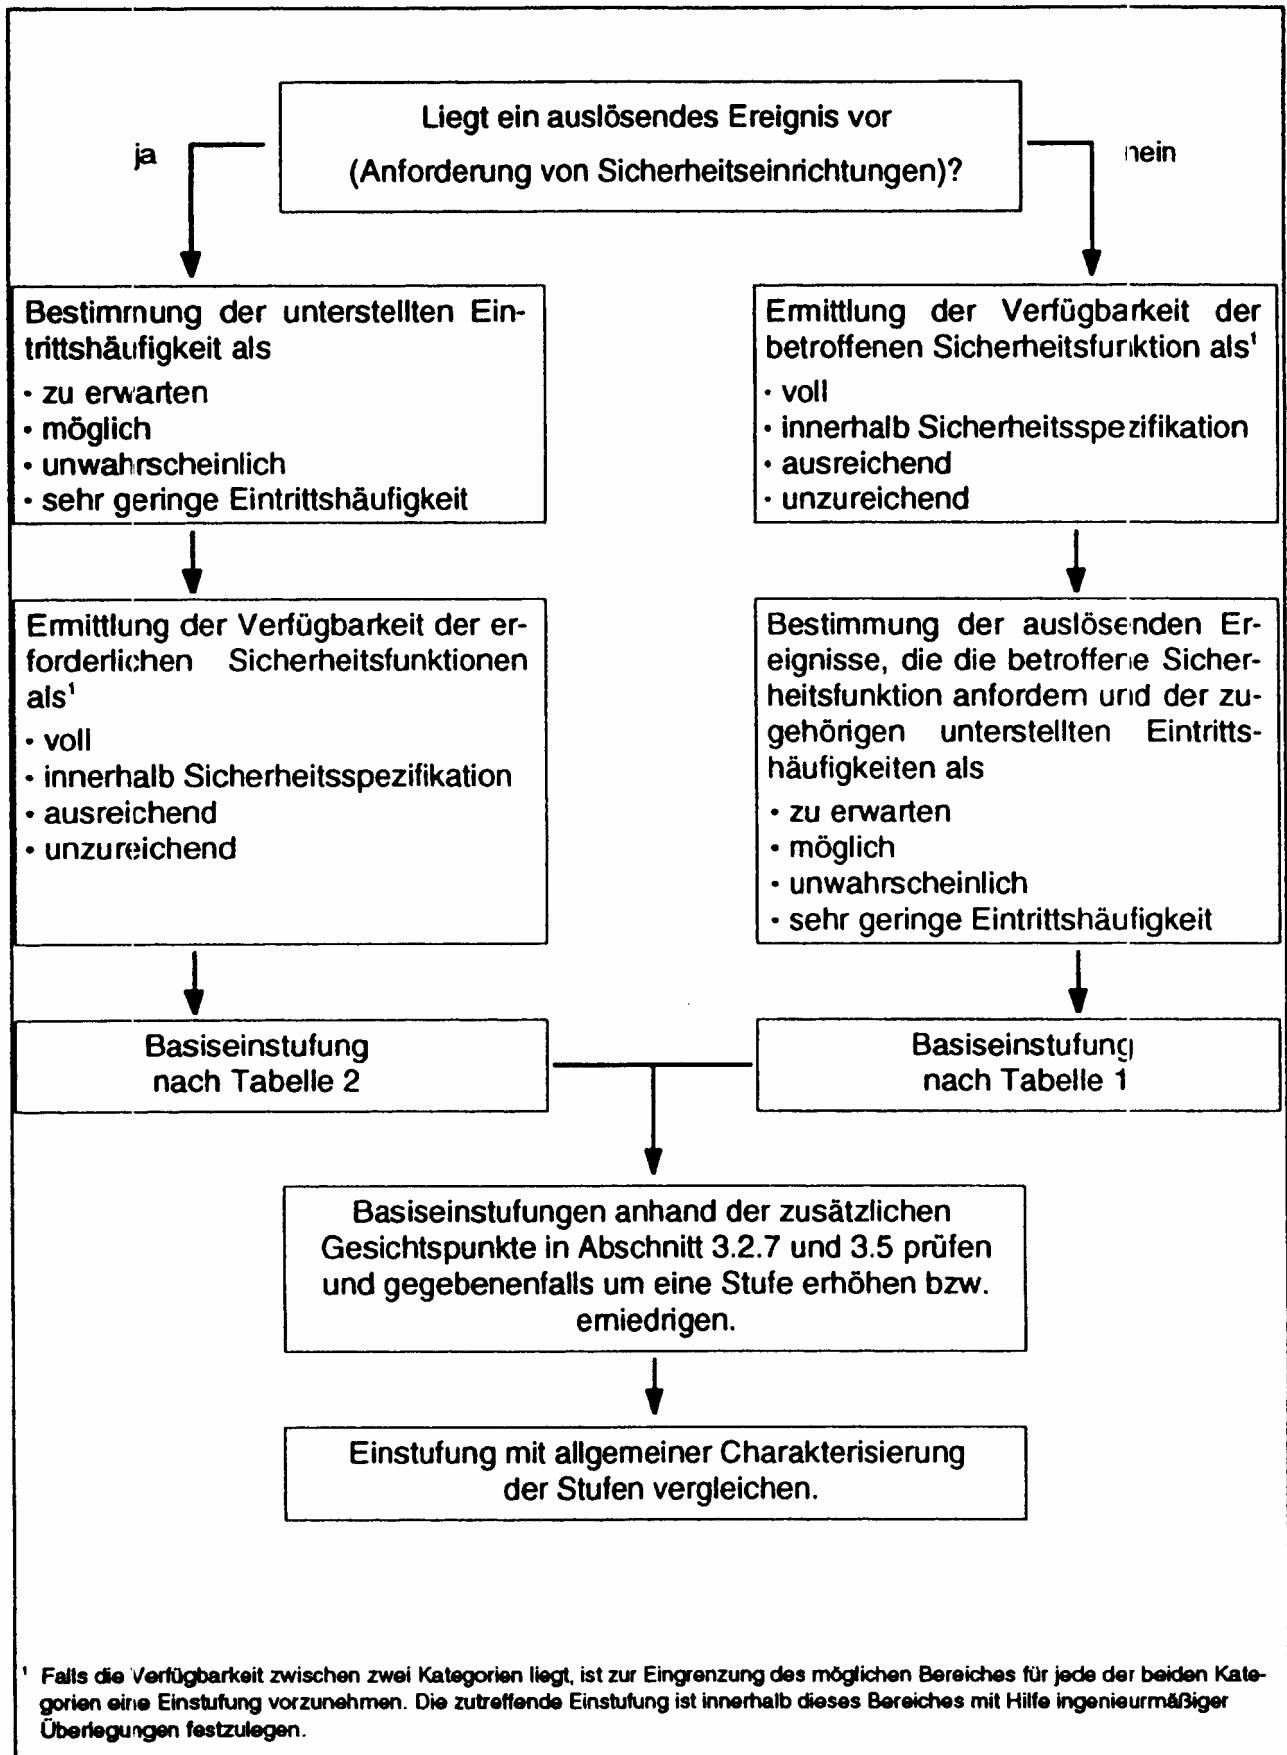 Liegt ein auslösendes Ereignis vor
(Anforderung von Sicherheitseinrichtungen)?
ja
nein
Bestimmung der unterstellten Ein-
trittshäufigkeit als
• zu erwarten
• möglich
• unwahrscheinlich
• sehr geringe Eintrittshäufigkeit
Ermittlung der Verfügbarkeit der er-
forderlichen Sicherheitsfunktionen
als¹
• voll
• innerhalb Sicherheitsspezifikation
• ausreichend
• unzureichend
Basiseinstufung
nach Tabelle 2
Ermittlung der Verfügbarkeit der
betroffenen Sicherheitsfunktion als¹
• voll
• innerhalb Sicherheitsspezifikation
• ausreichend
• unzureichend
Bestimmung der auslösenden Er-
eignisse, die die betroffene Sicher-
heitsfunktion anfordern und der zu-
gehörigen unterstellten Eintritts-
häufigkeiten als
• zu erwarten
• möglich
• unwahrscheinlich
• sehr geringe Eintrittshäufigkeit
Basiseinstufung
nach Tabelle 1
Basiseinstufungen anhand der zusätzlichen
Gesichtspunkte in Abschnitt 3.2.7 und 3.5 prüfen
und gegebenenfalls um eine Stufe erhöhen bzw.
erniedrigen.
Einstufung mit allgemeiner Charakterisierung
der Stufen vergleichen.
¹ Falls die Verfügbarkeit zwischen zwei Kategorien liegt, ist zur Eingrenzung des möglichen Bereiches für jede der beiden Kate-
gorien eine Einstufung vorzunehmen. Die zutreffende Einstufung ist innerhalb dieses Bereiches mit Hilfe ingenieurmäßiger
Überlegungen festzulegen.